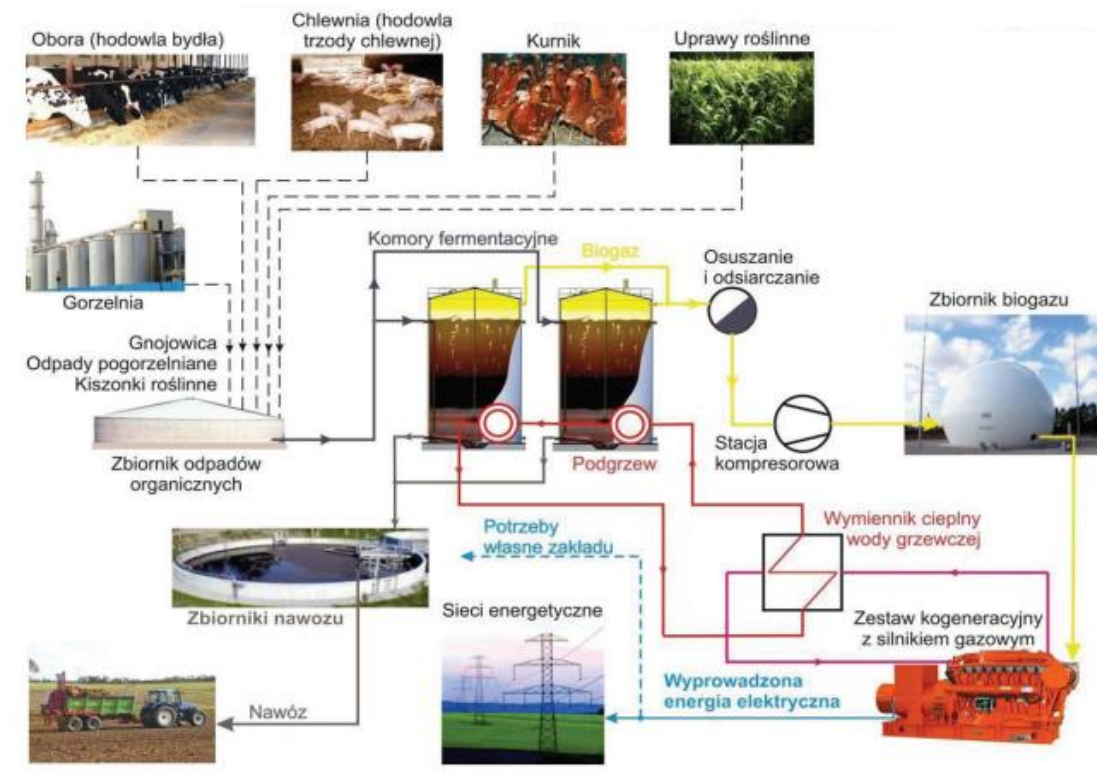 Obora (hodowla bydła)
Chlewnia (hodowla
trzody chlewnej)
Kurnik
Uprawy roślinne
Gorzelnia
Komory fermentacyjne
Biogaz
Osuszanie
i odsiarczanie
Zbiornik biogazu
Gnojowica
Odpady pogorzelniane
Kiszonki roślinne
Zbiornik odpadów
organicznych
Podgrzew
Stacja
kompresorowa
Potrzeby
własne zakładu
Wymiennik cieplny
wody grzewczej
Zbiorniki nawozu
Sieci energetyczne
Zestaw kogeneracyjny
z silnikiem gazowym
Wyprowadzona
energia elektryczna
Nawóz